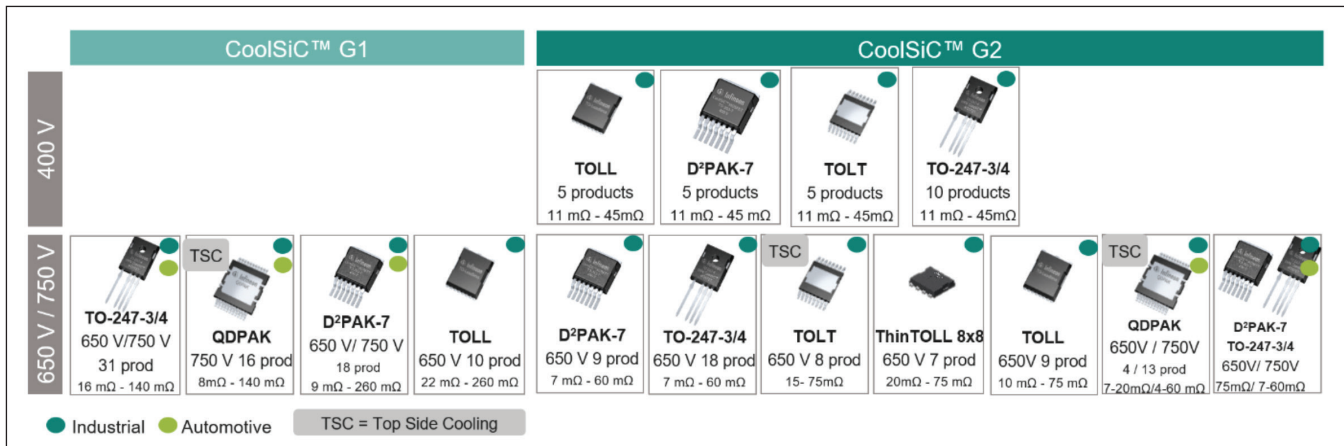 CoolSiC™ G1
CoolSiC™ G2
400 V
TOLL
5 products
11 mΩ - 45mΩ
D²PAK-7
5 products
11 mΩ - 45 mΩ
TOLT
5 products
11 mΩ - 45mΩ
TO-247-3/4
10 products
11 mΩ - 45mΩ
650 V / 750 V
TO-247-3/4
650 V/750 V
31 prod
16 mΩ - 140 mΩ
TSC
QDPAK
750 V 16 prod
8mΩ - 140 mΩ
D²PAK-7
650 V/ 750 V
18 prod
9 mΩ - 260 mΩ
TOLL
650 V 10 prod
22 mΩ - 260 mΩ
D²PAK-7
650 V 9 prod
7 mΩ - 60 mΩ
TO-247-3/4
650 V 18 prod
7 mΩ - 60 mΩ
TSC
TOLT
650 V 8 prod
15- 75mΩ
ThinTOLL 8x8
650 V 7 prod
20mΩ - 75 mΩ
TOLL
650V 9 prod
10 mΩ - 75 mΩ
TSC
QDPAK
650V / 750V
4 / 13 prod
7-20mΩ/4-60 mΩ
D²PAK-7
TO-247-3/4
650V/ 750V
75mΩ/ 7-60mΩ
Industrial
Automotive
TSC = Top Side Cooling